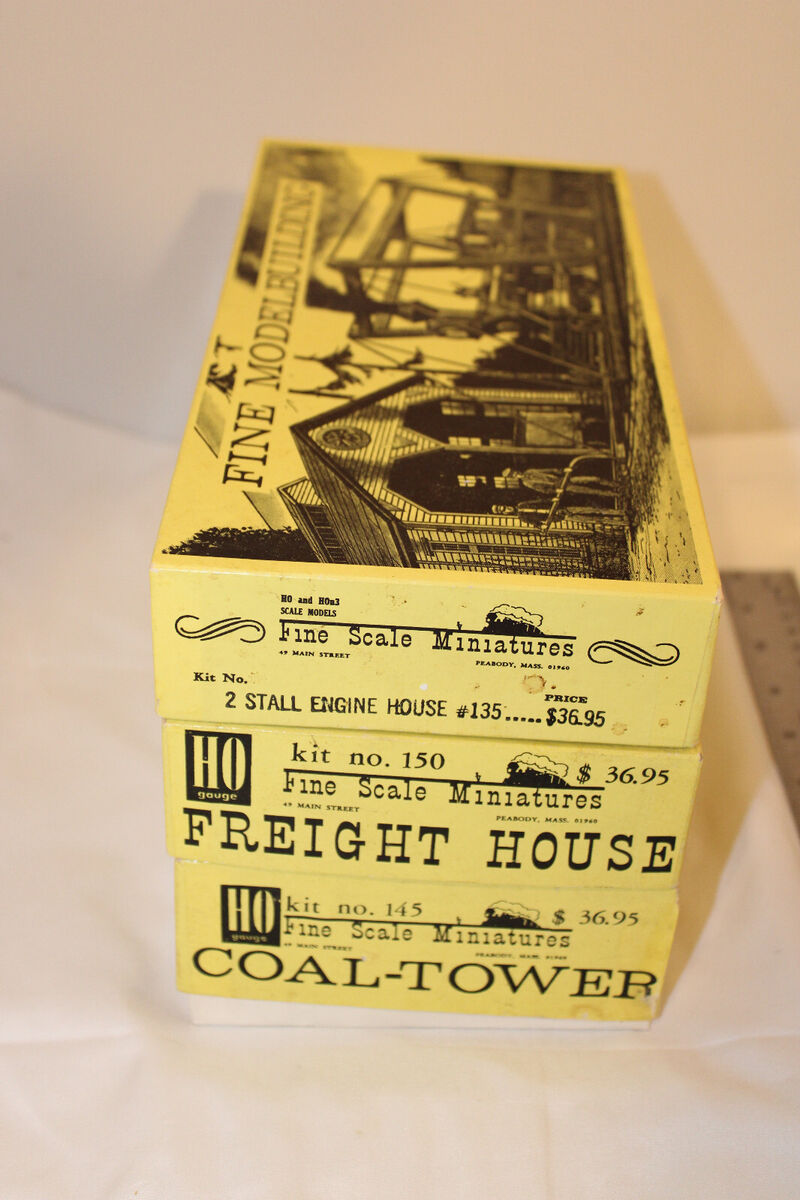 FINE MODELBUILDING
HO and HOn3
SCALE MODELS
Fine Scale Miniatures
49 MAIN STREET
PEABODY, MASS. 01960
Kit No.
PRICE
2 STALL ENGINE HOUSE #135..... $36.95
HO
gauge
kit no. 150
$ 36.95
Fine Scale Miniatures
49 MAIN STREET
PEABODY, MASS. 01960
FREIGHT HOUSE
HO
gauge
kit no. 145
$ 36.95
Fine Scale Miniatures
49 MAIN STREET
PEABODY, MASS. 01960
COAL-TOWER